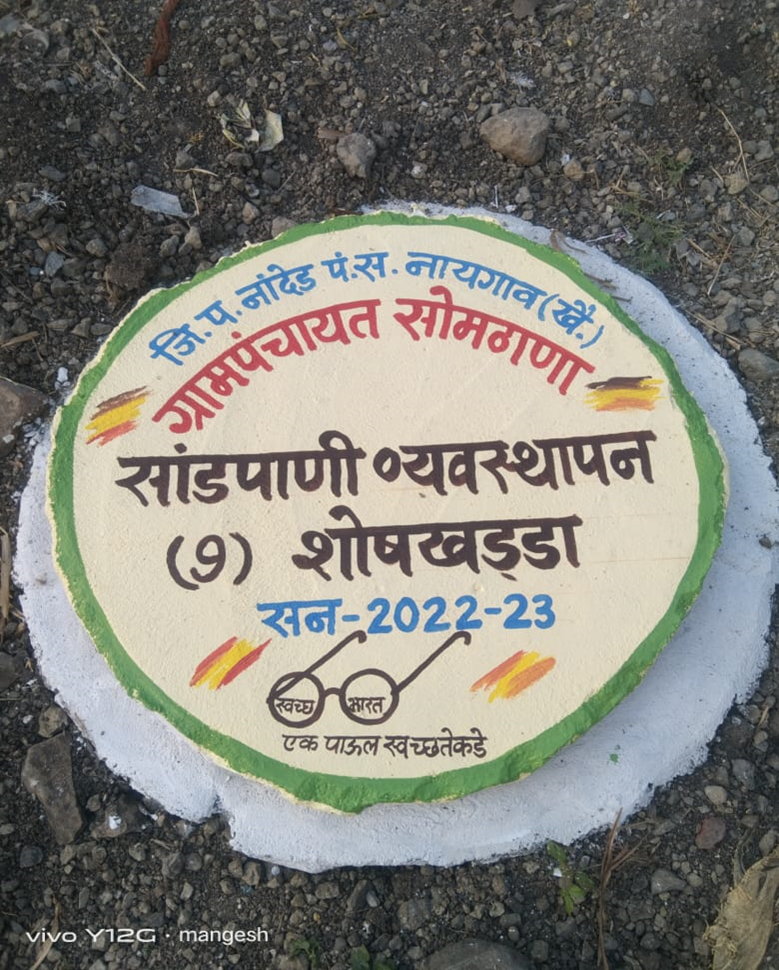 जि.प.नांदेड पं.स. नायगाव(खै.)
ग्रामपंचायत सोमठाणा
सांडपाणी व्यवस्थापन
(9) शोषखड्डा
सन-2022-23
स्वच्छ भारत
एक पाऊल स्वच्छतेकडे
vivo Y12G · mangesh